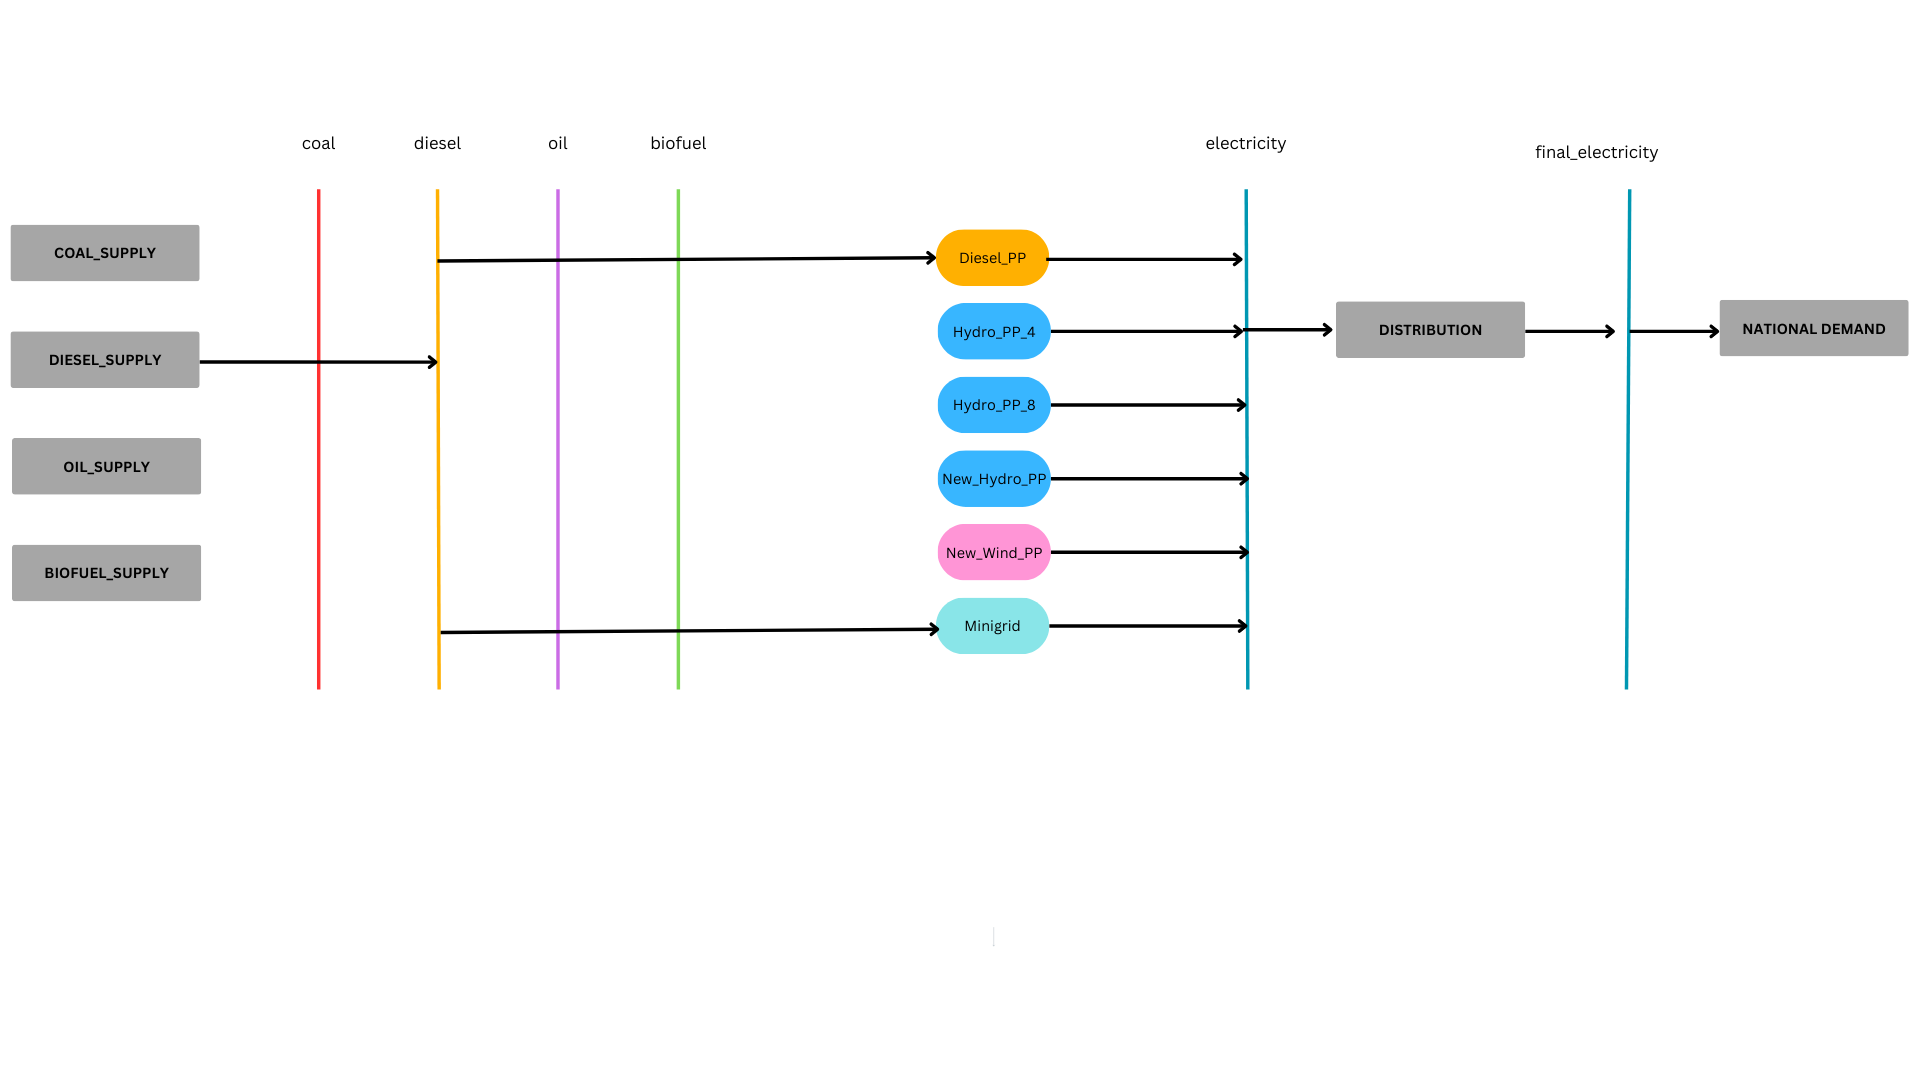 coal
diesel
oil
biofuel
electricity
final_electricity
COAL_SUPPLY
Diesel_PP
DIESEL_SUPPLY
Hydro_PP_4
DISTRIBUTION
NATIONAL DEMAND
Hydro_PP_8
OIL_SUPPLY
New_Hydro_PP
BIOFUEL_SUPPLY
New_Wind_PP
Minigrid